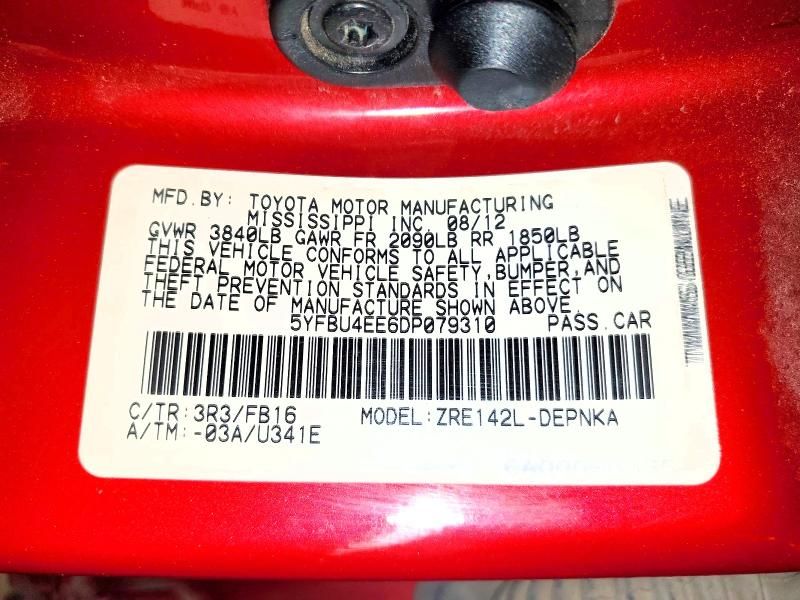 MFD.BY: TOYOTA MOTOR MANUFACTURING
MISSISSIPPI INC. 08/12
GVWR 3840LB GAWR FR 2090LB RR 1850LB
THIS VEHICLE CONFORMS TO ALL APPLICABLE
FEDERAL MOTOR VEHICLE SAFETY,BUMPER,AND
THEFT PREVENTION STANDARDS IN EFFECT ON
THE DATE OF MANUFACTURE SHOWN ABOVE.
5YFBU4EE6DP079310 PASS.CAR
C/TR:3R3/FB16 MODEL:ZRE142L-DEPNKA
A/TM:-03A/U341E